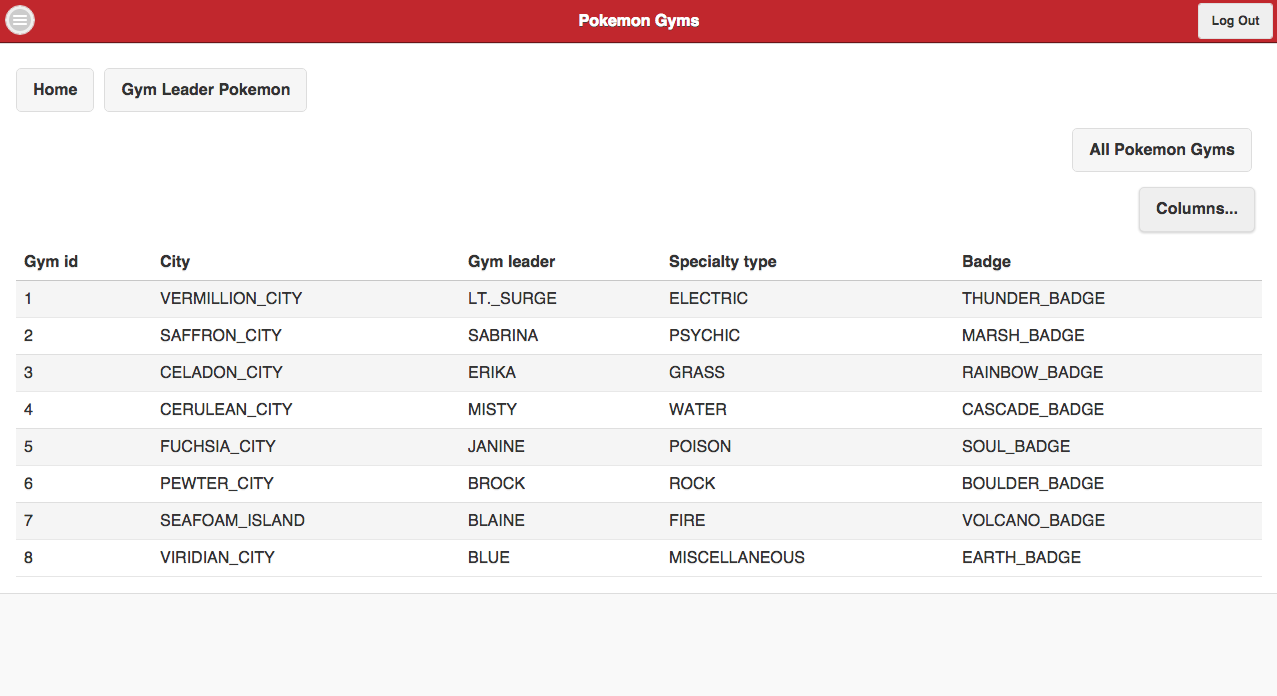 Pokemon Gyms Log Out
Home Gym Leader Pokemon
All Pokemon Gyms
Columns...
Gym id City Gym leader Specialty type Badge
1 VERMILLION_CITY LT._SURGE ELECTRIC THUNDER_BADGE
2 SAFFRON_CITY SABRINA PSYCHIC MARSH_BADGE
3 CELADON_CITY ERIKA GRASS RAINBOW_BADGE
4 CERULEAN_CITY MISTY WATER CASCADE_BADGE
5 FUCHSIA_CITY JANINE POISON SOUL_BADGE
6 PEWTER_CITY BROCK ROCK BOULDER_BADGE
7 SEAFOAM_ISLAND BLAINE FIRE VOLCANO_BADGE
8 VIRIDIAN_CITY BLUE MISCELLANEOUS EARTH_BADGE